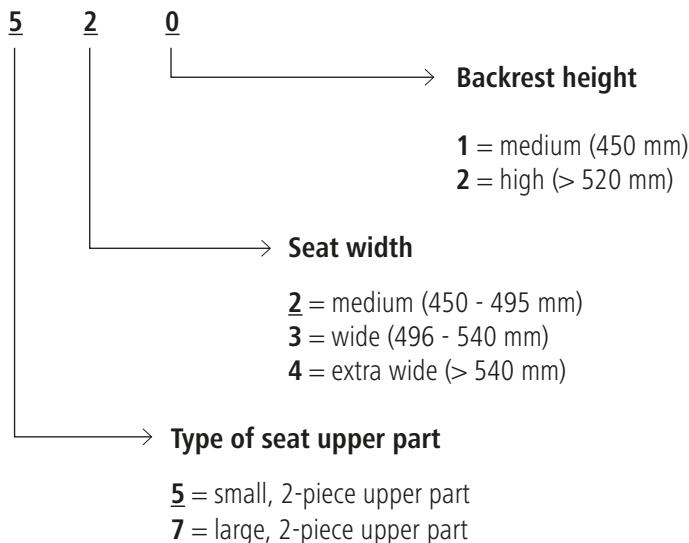 5 2 0
Backrest height
1 = medium (450 mm)
2 = high (> 520 mm)
Seat width
2 = medium (450 - 495 mm)
3 = wide (496 - 540 mm)
4 = extra wide (> 540 mm)
Type of seat upper part
5 = small, 2-piece upper part
7 = large, 2-piece upper part